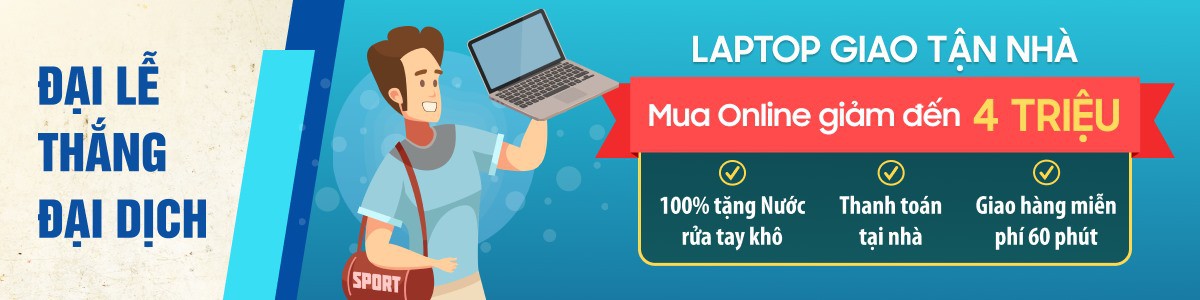 ĐẠI LỄ
THẮNG
ĐẠI DỊCH
LAPTOP GIAO TẬN NHÀ
Mua Online giảm đến 4 TRIỆU
100% tặng Nước
rửa tay khô
Thanh toán
tại nhà
Giao hàng miễn
phí 60 phút
SPORT